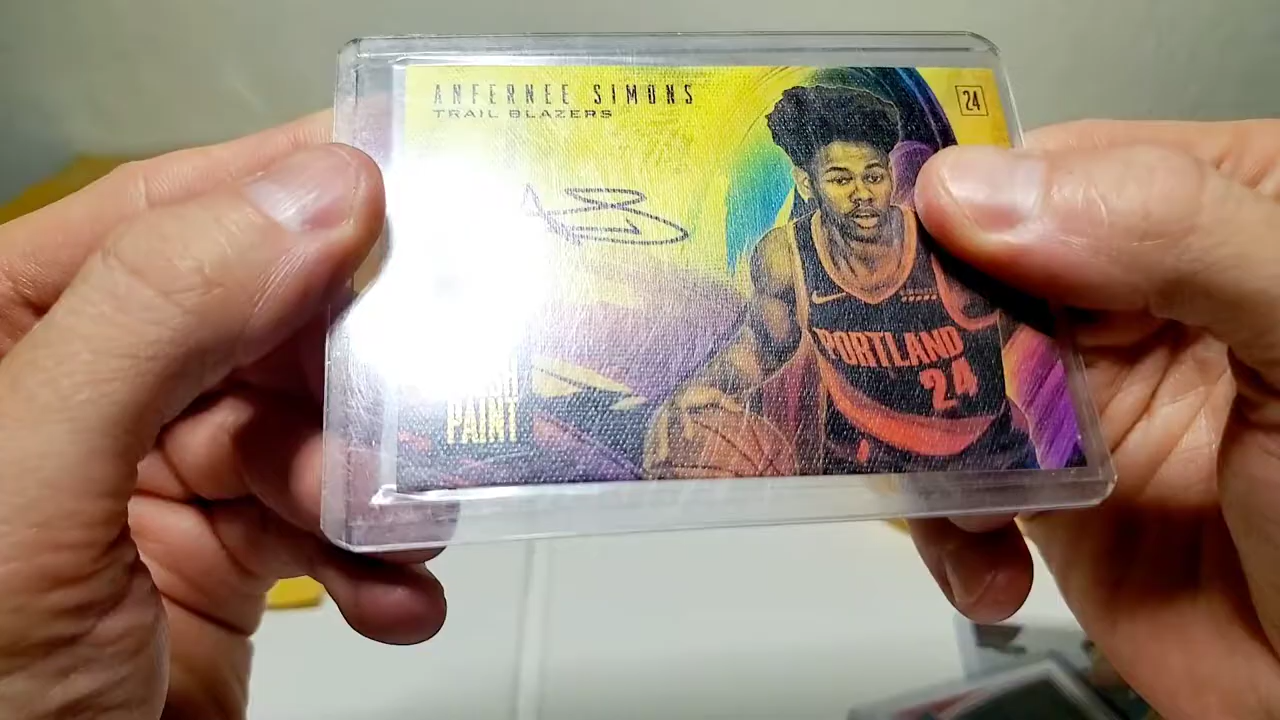 ANFERNEE SIMONS
24
TRAIL BLAZERS
PORTLAND
24
PAINT